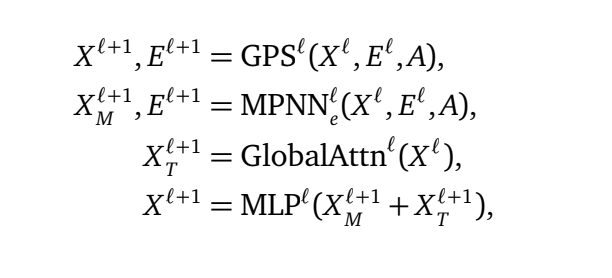 X^{ℓ+1}, E^{ℓ+1} = GPS^ℓ(X^ℓ, E^ℓ, A),
X_M^{ℓ+1}, E^{ℓ+1} = MPNN_e^ℓ(X^ℓ, E^ℓ, A),
X_T^{ℓ+1} = GlobalAttn^ℓ(X^ℓ),
X^{ℓ+1} = MLP^ℓ(X_M^{ℓ+1} + X_T^{ℓ+1}),